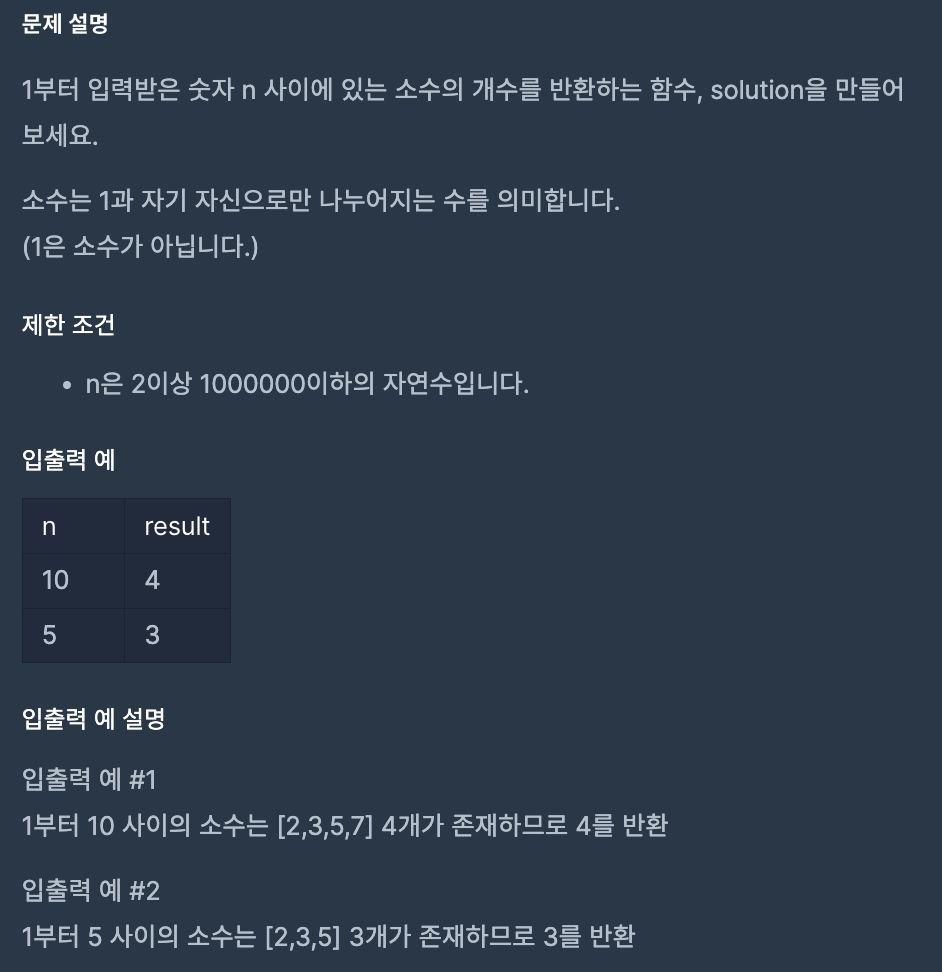 문제 설명
1부터 입력받은 숫자 n 사이에 있는 소수의 개수를 반환하는 함수, solution을 만들어
보세요.
소수는 1과 자기 자신으로만 나누어지는 수를 의미합니다.
(1은 소수가 아닙니다.)
제한 조건
• n은 2이상 1000000이하의 자연수입니다.
입출력 예
n result
10 4
5 3
입출력 예 설명
입출력 예 #1
1부터 10 사이의 소수는 [2,3,5,7] 4개가 존재하므로 4를 반환
입출력 예 #2
1부터 5 사이의 소수는 [2,3,5] 3개가 존재하므로 3를 반환